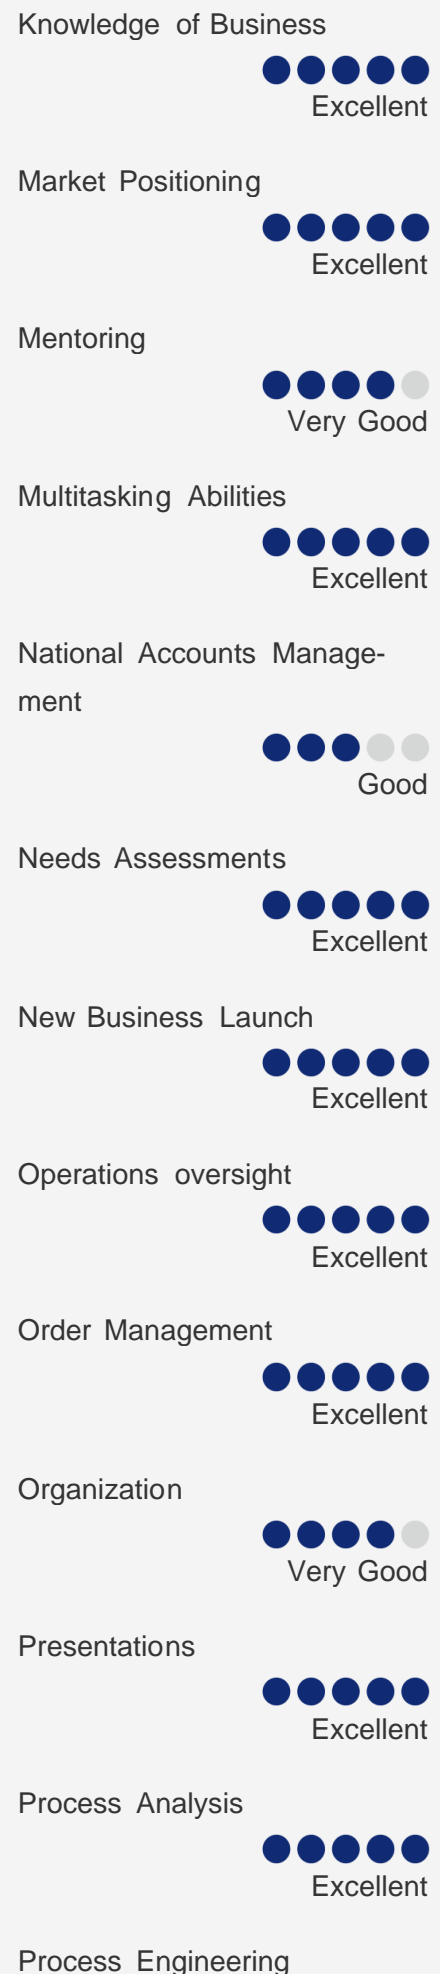 Knowledge of Business
Excellent
Market Positioning
Excellent
Mentoring
Very Good
Multitasking Abilities
Excellent
National Accounts Manage-
ment
Good
Needs Assessments
Excellent
New Business Launch
Excellent
Operations oversight
Excellent
Order Management
Excellent
Organization
Very Good
Presentations
Excellent
Process Analysis
Excellent
Process Engineering